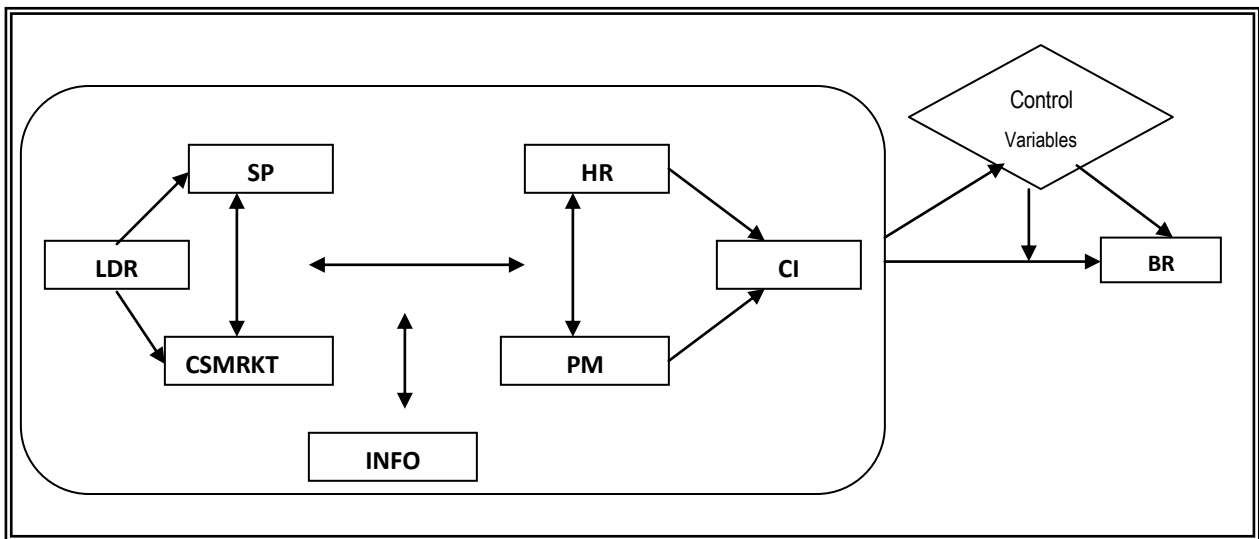 Control
Variables
SP
HR
LDR
CI
BR
CSMRKT
PM
INFO